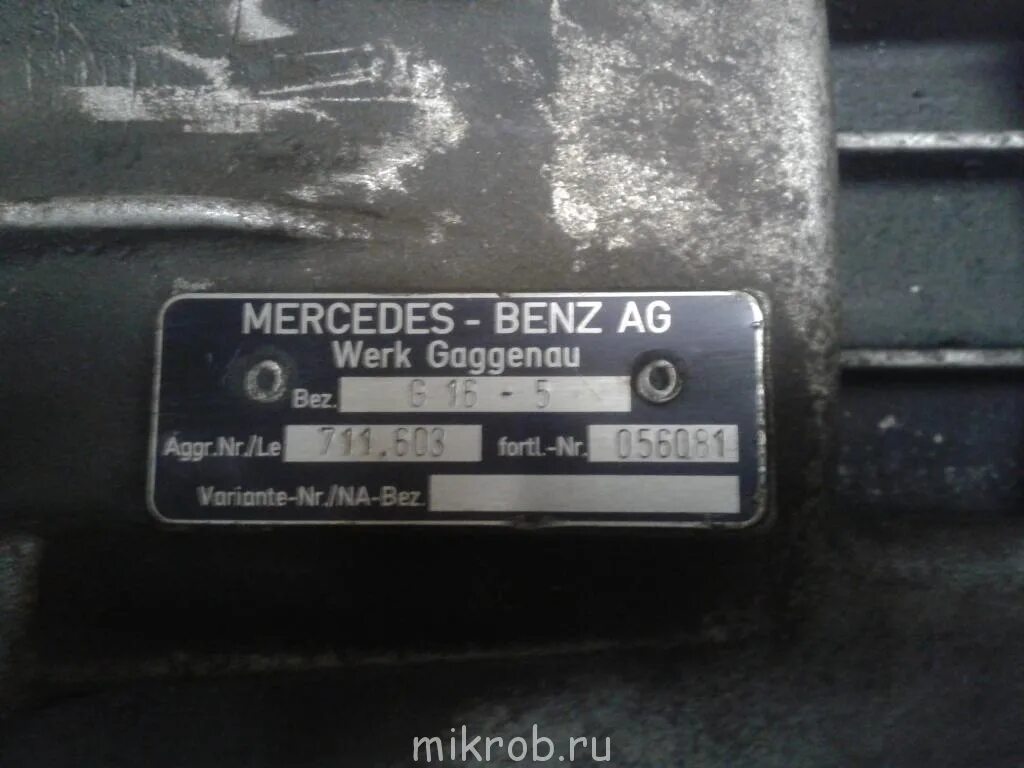 MERCEDES - BENZ AG
Werk Gaggenau
Bez. G 16 - 5
Aggr.Nr./Le 711.603 fortl.-Nr. 056081
Variante-Nr./NA-Bez.
mikrob.ru